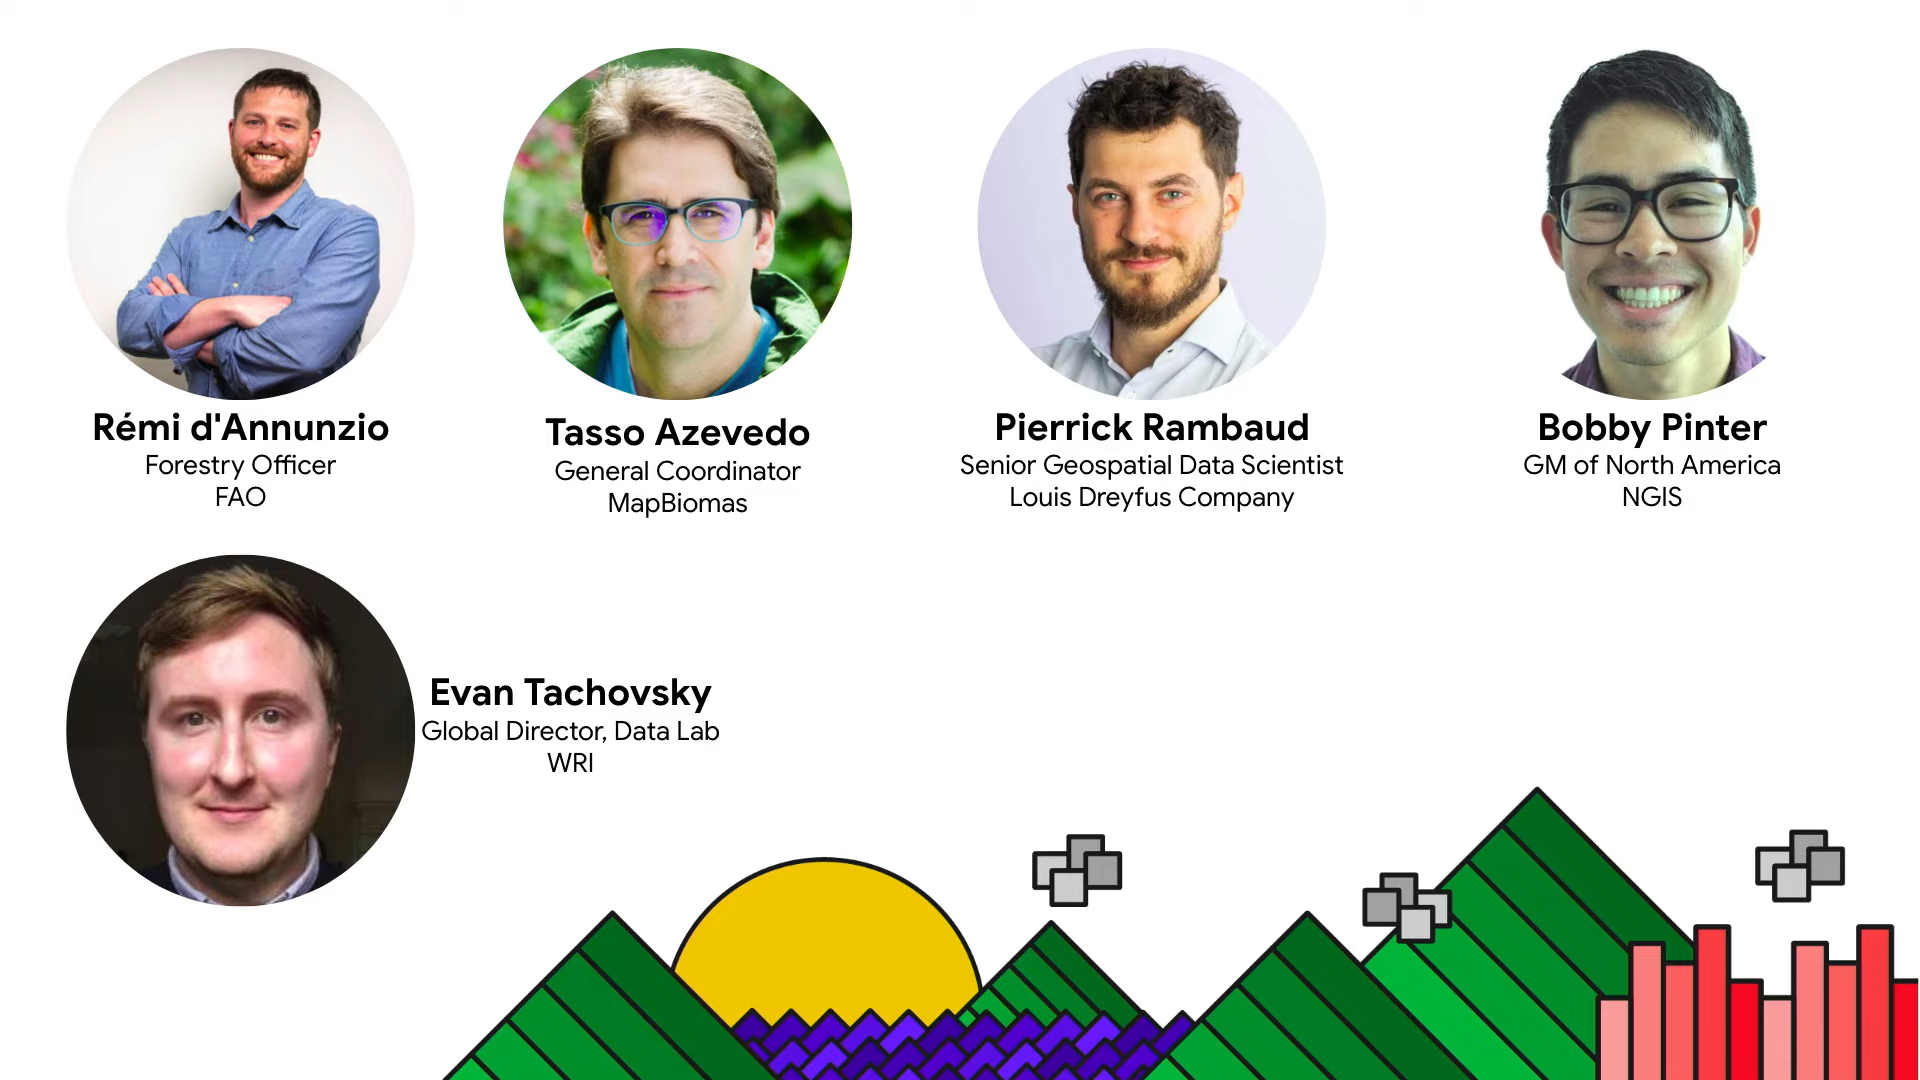 Rémi d'Annunzio
Forestry Officer
FAO
Tasso Azevedo
General Coordinator
MapBiomas
Pierrick Rambaud
Senior Geospatial Data Scientist
Louis Dreyfus Company
Bobby Pinter
GM of North America
NGIS
Evan Tachovsky
Global Director, Data Lab
WRI